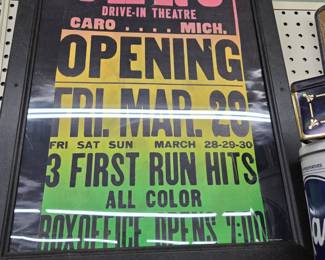 DRIVE-IN THEATRE
CARO .... MICH.
OPENING
FRI. MAR. 28
FRI SAT SUN MARCH 28-29-30
3 FIRST RUN HITS
ALL COLOR
BOXOFFICE OPENS 7:00